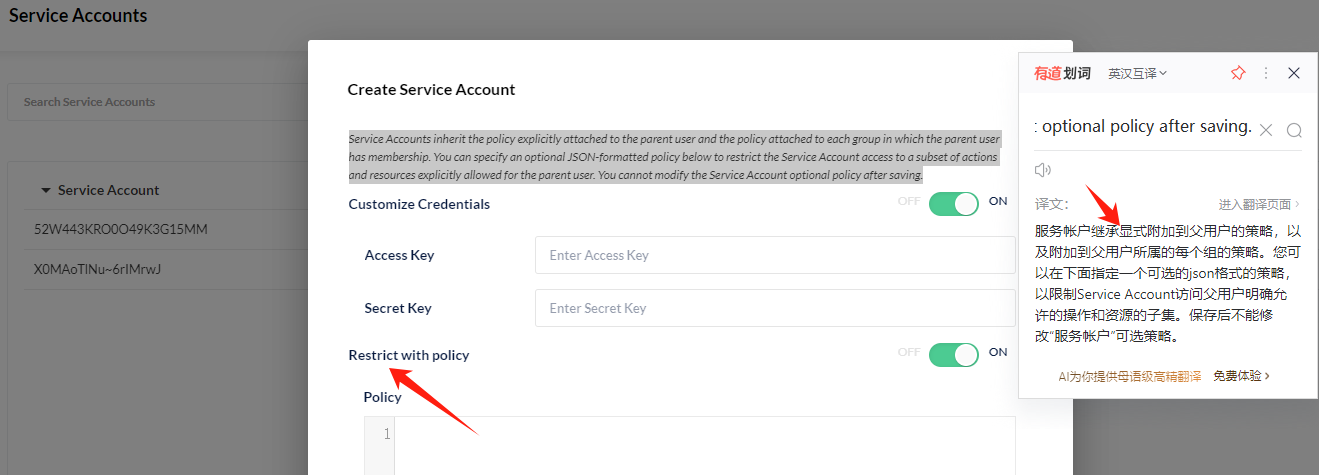 Service Accounts
Search Service Accounts
Service Account
52W443KRO0O49K3G15MM
X0MAoTlNu~6rIMrwJ
Create Service Account
Service Accounts inherit the policy explicitly attached to the parent user and the policy attached to each group in which the parent user
has membership. You can specify an optional JSON-formatted policy below to restrict the Service Account access to a subset of actions
and resources explicitly allowed for the parent user. You cannot modify the Service Account optional policy after saving.
Customize Credentials
OFF
ON
Access Key
Enter Access Key
Secret Key
Enter Secret Key
Restrict with policy
OFF
ON
Policy
1
有道划词 英汉互译
t optional policy after saving.
译文: 进入翻译页面
服务帐户继承显式附加到父用户的策略，以
及附加到父用户所属的每个组的策略。您可
以在下面指定一个可选的json格式的策略，
以限制Service Account访问父用户明确允
许的操作和资源的子集。保存后不能修
改“服务帐户”可选策略。
AI为你提供母语级高精翻译 免费体验